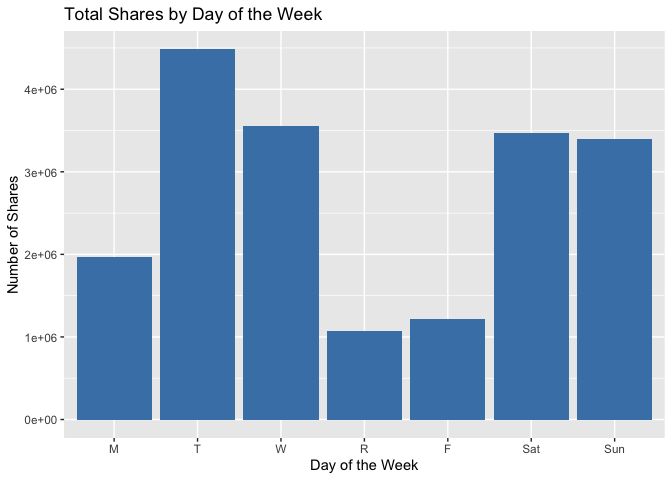 Total Shares by Day of the Week
Number of Shares
4e+06
3e+06
2e+06
1e+06
0e+00
M T W R F Sat Sun
Day of the Week